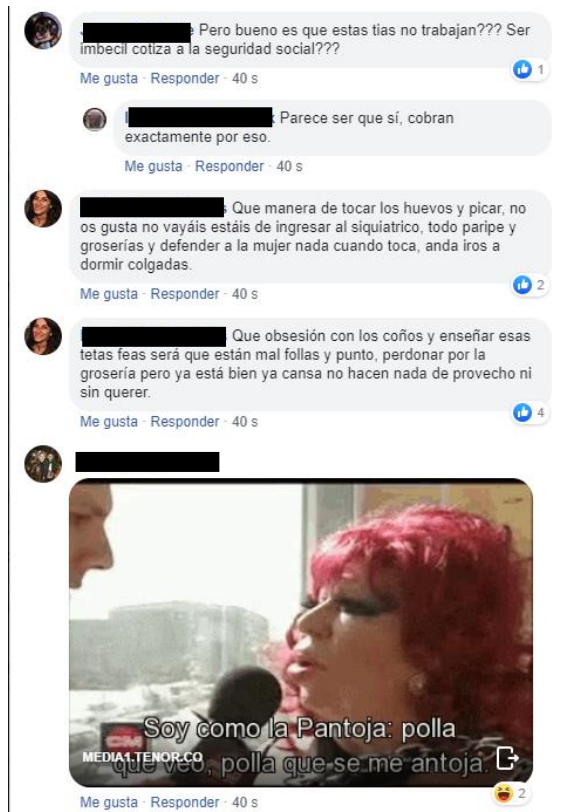 e Pero bueno es que estas tias no trabajan??? Ser
imbecil cotiza a la seguridad social???
1
Me gusta · Responder · 40 s
Parece ser que sí, cobran
exactamente por eso.
Me gusta · Responder · 40 s
s Que manera de tocar los huevos y picar, no
os gusta no vayáis estáis de ingresar al siquiatrico, todo paripe y
groserías y defender a la mujer nada cuando toca, anda iros a
dormir colgadas.
2
Me gusta · Responder · 40 s
s Que obsesión con los coños y enseñar esas
tetas feas será que están mal follas y punto, perdonar por la
grosería pero ya está bien ya cansa no hacen nada de provecho ni
sin querer.
4
Me gusta · Responder · 40 s
Soy como la Pantoja: polla
MEDIA1.TENOR.CO
que veo, polla que se me antoja.
2
Me gusta · Responder · 40 s